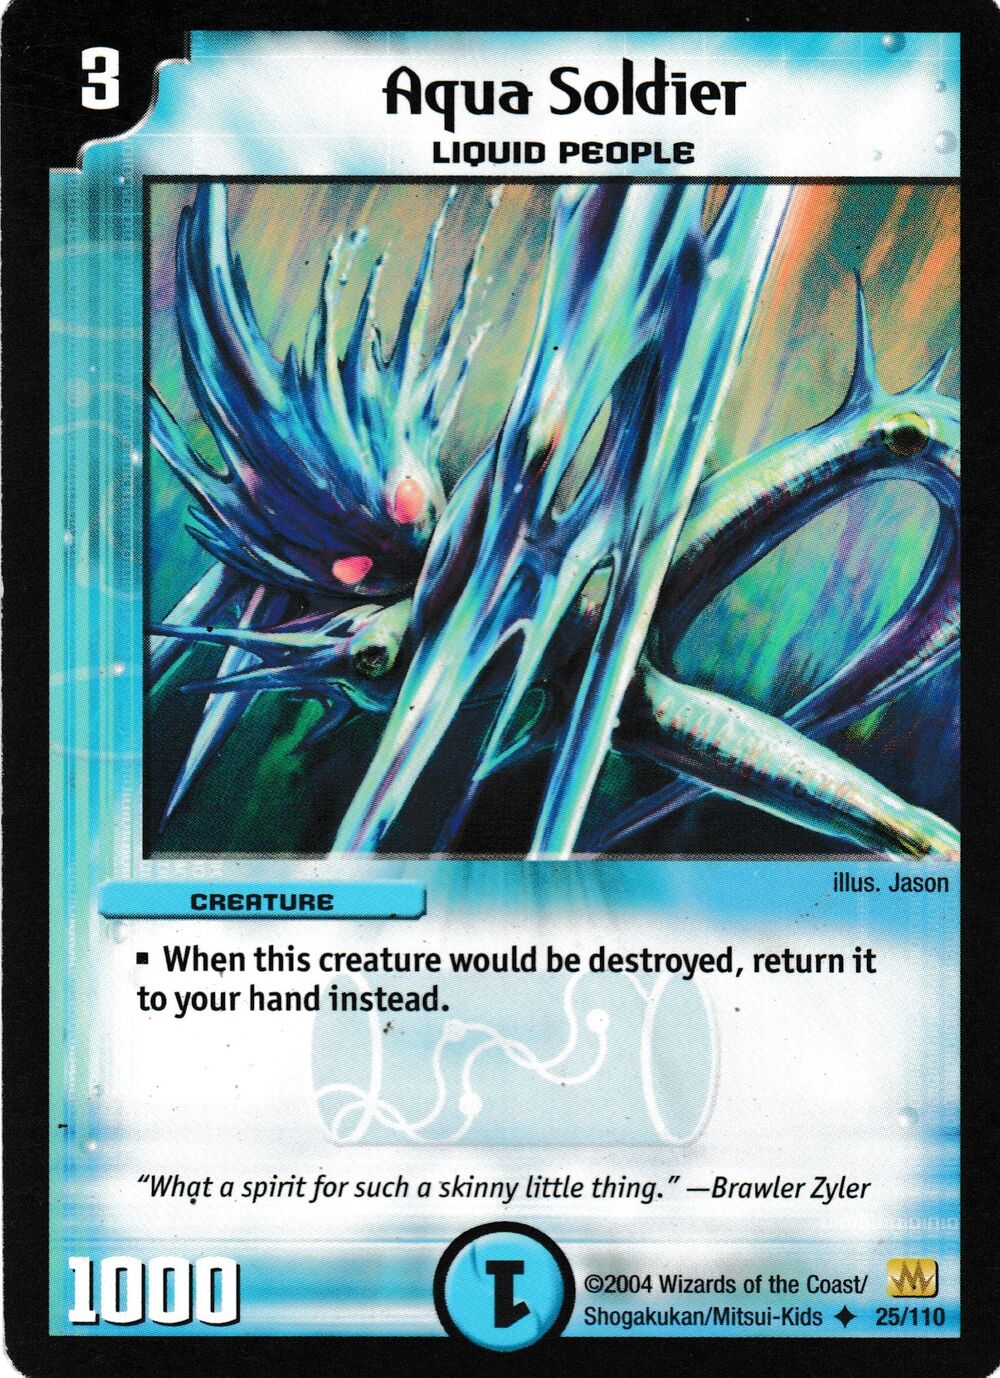 3
Aqua Soldier
LIQUID PEOPLE
illus. Jason
CREATURE
▪ When this creature would be destroyed, return it
to your hand instead.
“What a spirit for such a skinny little thing.” —Brawler Zyler
1000
1
©2004 Wizards of the Coast/
Shogakukan/Mitsui-Kids ✦ 25/110